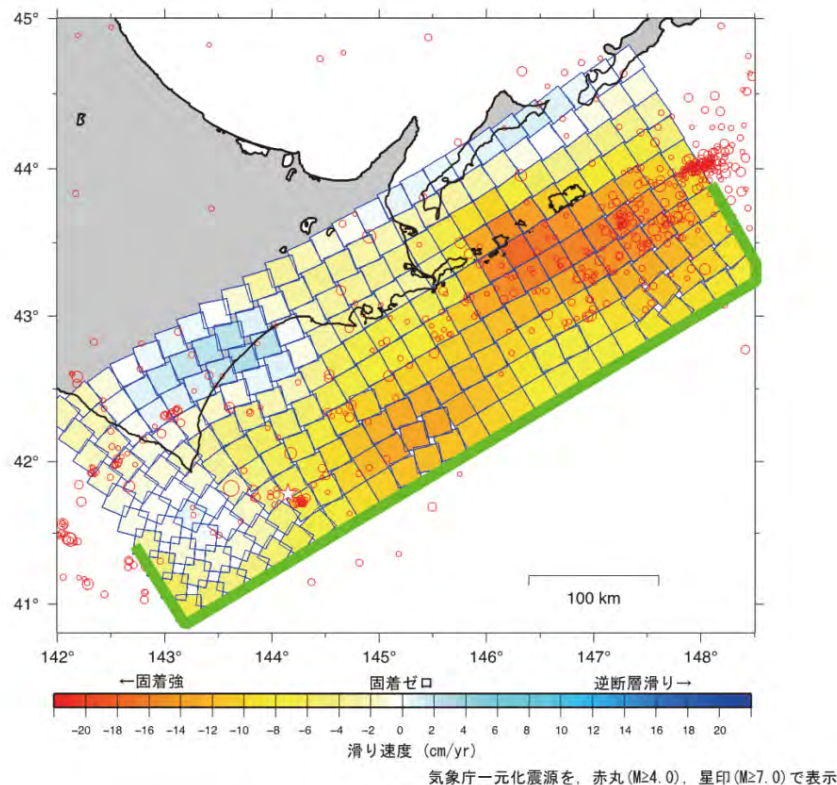 45°
44°
43°
42°
41°
100 km
142° 143° 144° 145° 146° 147° 148°
←固着強 固着ゼロ 逆断層滑り→
-20 -18 -16 -14 -12 -10 -8 -6 -4 -2 0 2 4 6 8 10 12 14 16 18 20
滑り速度 (cm/yr)
気象庁一元化震源を, 赤丸(M≥4.0), 星印(M≥7.0)で表示